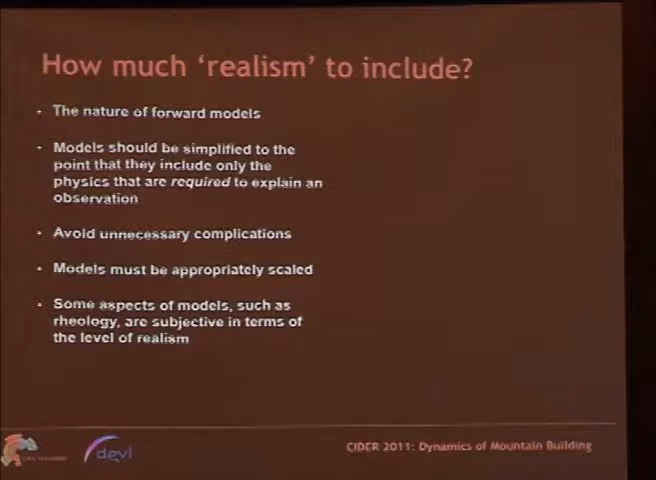 How much ‘realism’ to include?
• The nature of forward models
• Models should be simplified to the
point that they include only the
physics that are required to explain an
observation
• Avoid unnecessary complications
• Models must be appropriately scaled
• Some aspects of models, such as
rheology, are subjective in terms of
the level of realism
devl
CIDER 2011: Dynamics of Mountain Building